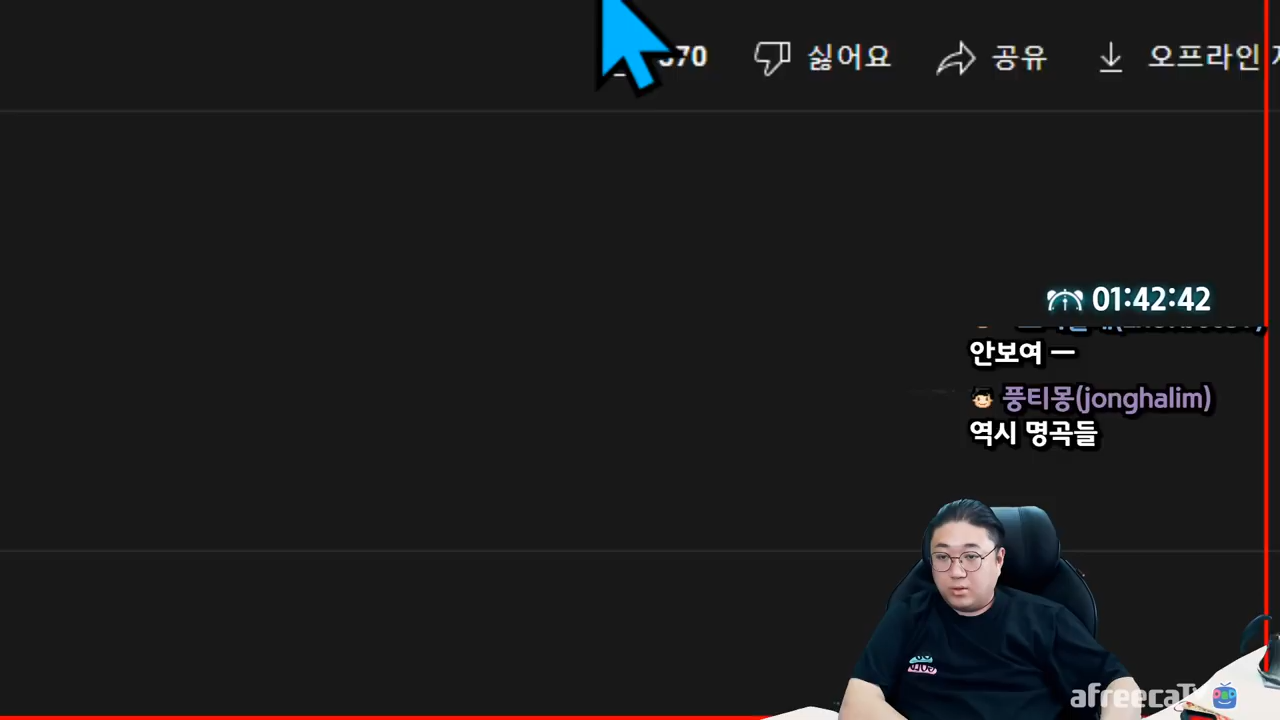 싫어요 공유 오프라인
01:42:42
안보여 ㅡ
풍티몽(jonghalim)
역시 명곡들
afreecaTV